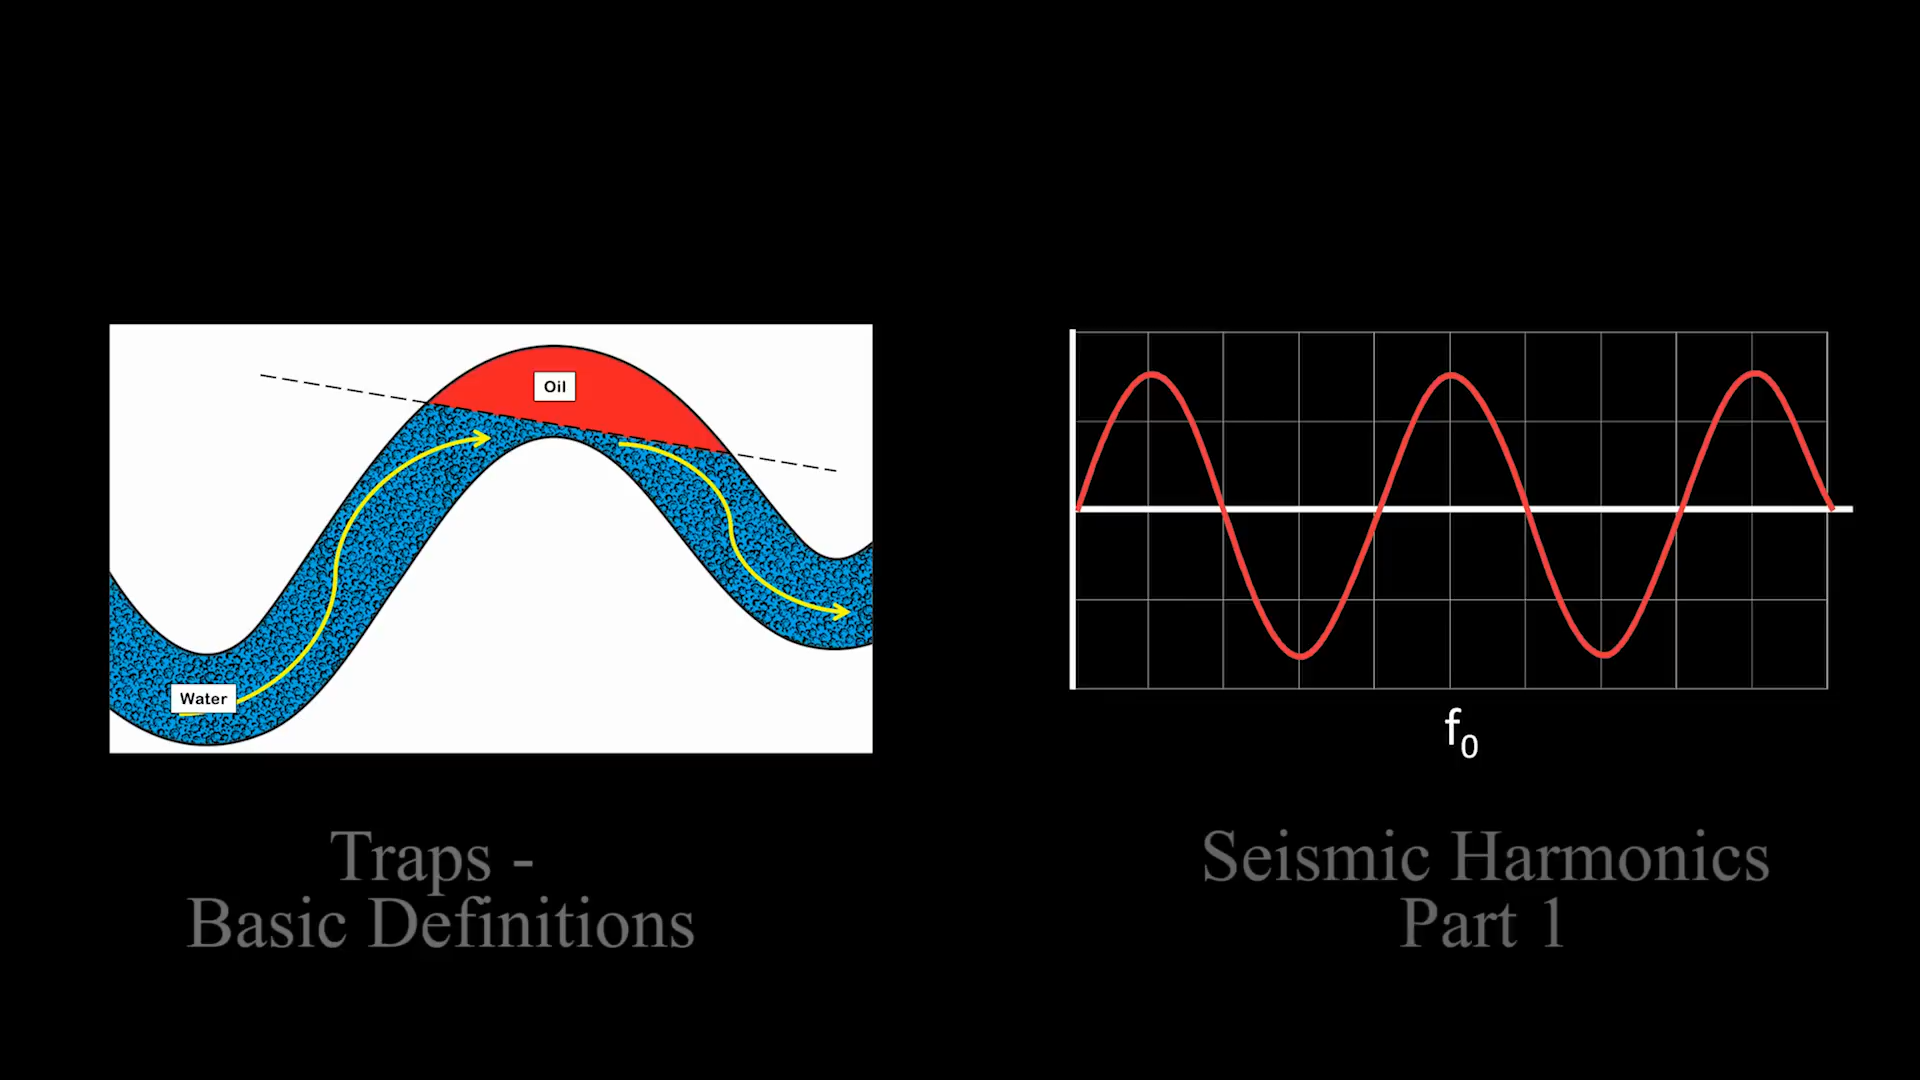 Oil
Water
Traps -
Basic Definitions
f₀
Seismic Harmonics
Part 1